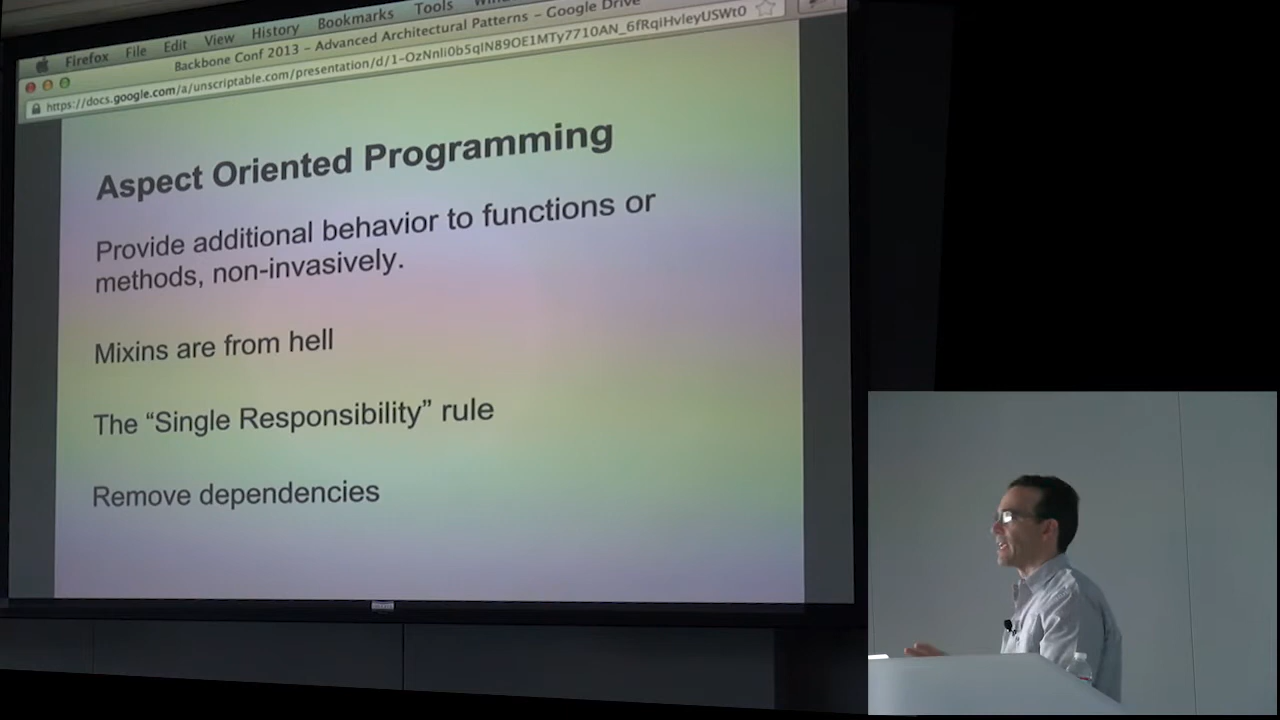 Firefox File Edit View History Bookmarks Tools
Backbone Conf 2013 – Advanced Architectural Patterns – Google Drive
https://docs.google.com/a/unscriptable.com/presentation/d/
Aspect Oriented Programming
Provide additional behavior to functions or
methods, non-invasively.
Mixins are from hell
The “Single Responsibility” rule
Remove dependencies